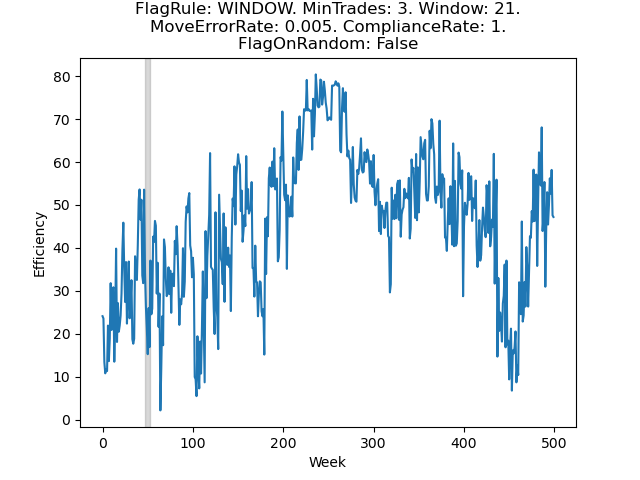 FlagRule: WINDOW. MinTrades: 3. Window: 21.
MoveErrorRate: 0.005. ComplianceRate: 1.
FlagOnRandom: False
80
70
60
50
40
30
20
10
0
Efficiency
0 100 200 300 400 500
Week